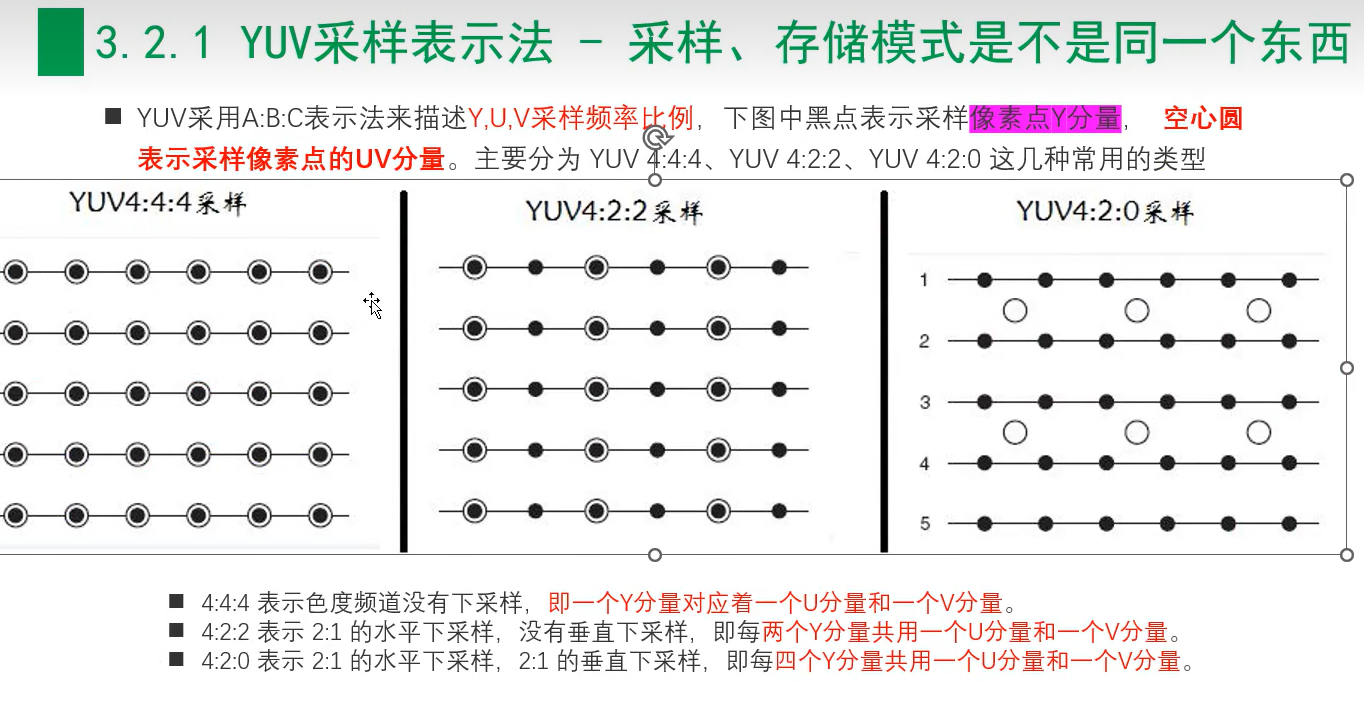 3.2.1 YUV采样表示法 - 采样、存储模式是不是同一个东西
■ YUV采用A:B:C表示法来描述Y,U,V采样频率比例，下图中黑点表示采样像素点Y分量， 空心圆
表示采样像素点的UV分量。主要分为 YUV 4:4:4、YUV 4:2:2、YUV 4:2:0 这几种常用的类型
YUV4:4:4采样
YUV4:2:2采样
YUV4:2:0采样
1
2
3
4
5
■ 4:4:4 表示色度频道没有下采样，即一个Y分量对应着一个U分量和一个V分量。
■ 4:2:2 表示 2:1 的水平下采样，没有垂直下采样，即每两个Y分量共用一个U分量和一个V分量。
■ 4:2:0 表示 2:1 的水平下采样，2:1 的垂直下采样，即每四个Y分量共用一个U分量和一个V分量。